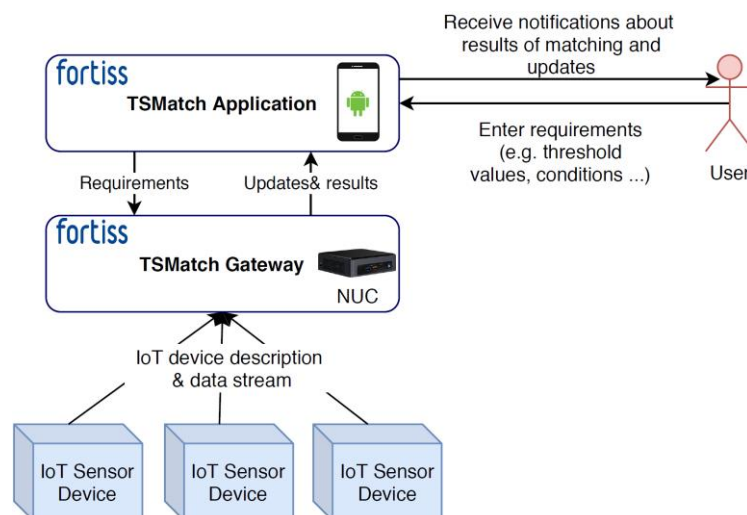 Receive notifications about
results of matching and
updates
fortiss
TSMatch Application
Enter requirements
(e.g. threshold
values, conditions ...)
User
Requirements
Updates& results
fortiss
TSMatch Gateway
NUC
IoT device description
& data stream
IoT Sensor
Device
IoT Sensor
Device
IoT Sensor
Device